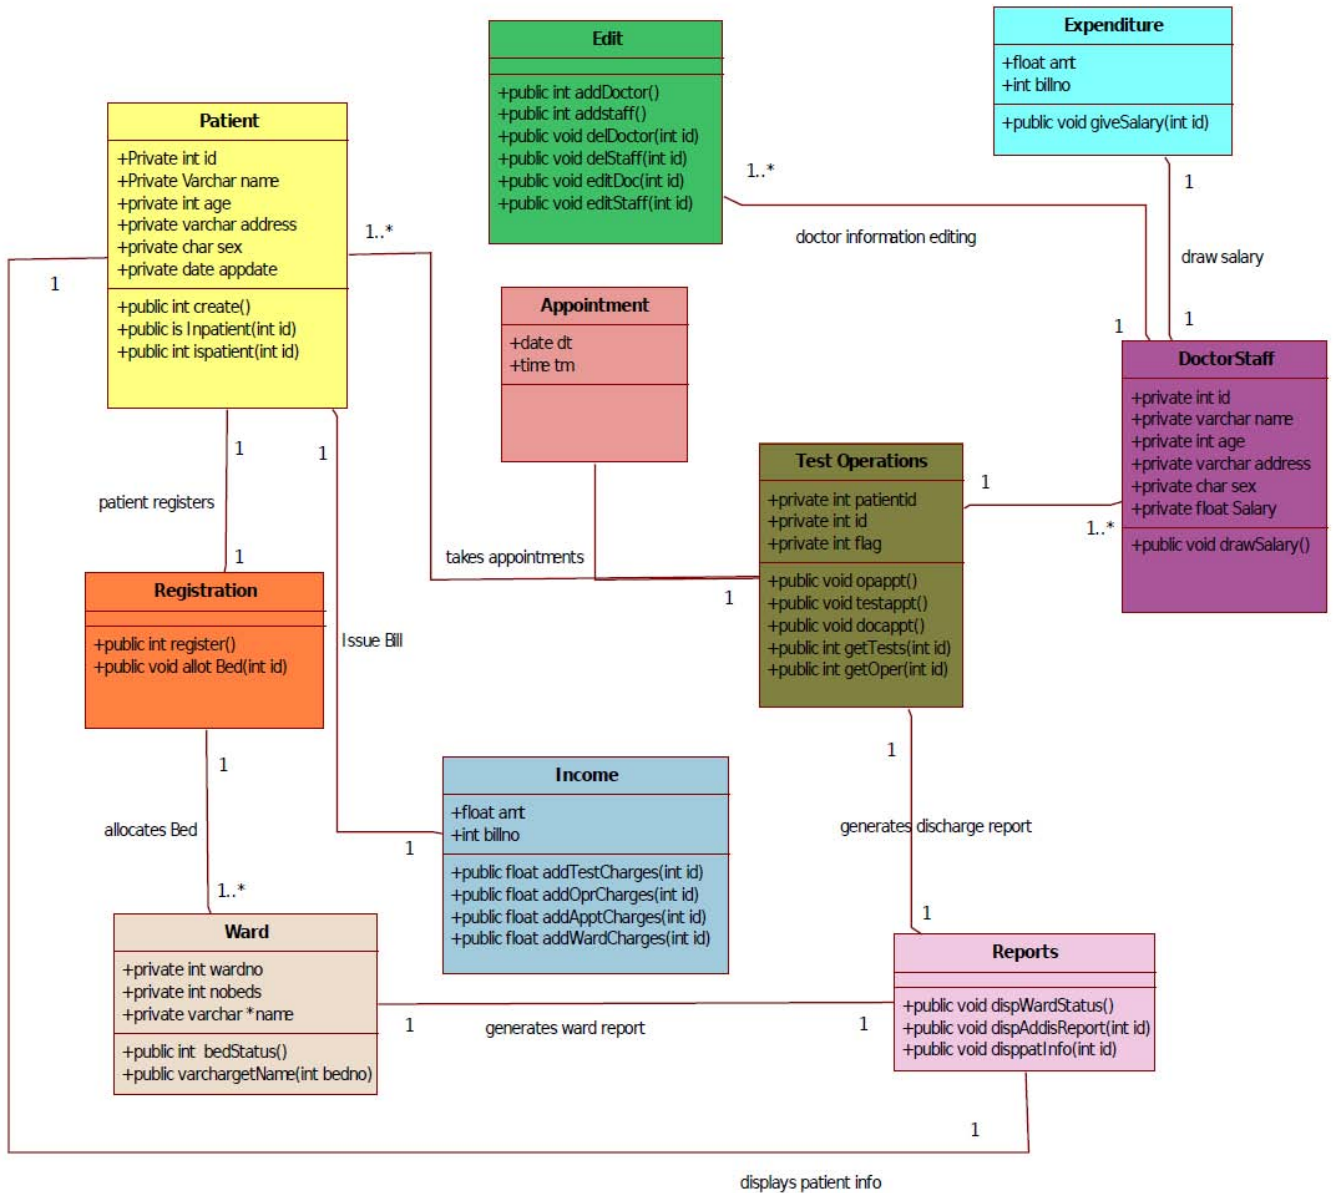 Edit
+public int addDoctor()
+public int addstaff()
+public void delDoctor(int id)
+public void delStaff(int id)
+public void editDoc(int id)
+public void editStaff(int id)
Expenditure
+float amt
+int billno
+public void giveSalary(int id)
Patient
+Private int id
+Private Varchar name
+private int age
+private varchar address
+private char sex
+private date appdate
+public int create()
+public is Inpatient(int id)
+public int ispatient(int id)
1..*
1
1..*
doctor information editing
1
draw salary
1
1
Appointment
+date dt
+time tm
DoctorStaff
+private int id
+private varchar name
+private int age
+private varchar address
+private char sex
+private float Salary
+public void drawSalary()
1
patient registers
1
1
takes appointments
1
Test Operations
+private int patientid
+private int id
+private int flag
+public void opappt()
+public void testappt()
+public void docappt()
+public int getTests(int id)
+public int getOper(int id)
1
1..*
Registration
+public int register()
+public void allot Bed(int id)
Issue Bill
1
1
allocates Bed
1..*
Income
+float amt
+int billno
+public float addTestCharges(int id)
+public float addOprCharges(int id)
+public float addApptCharges(int id)
+public float addWardCharges(int id)
1
generates discharge report
1
Ward
+private int wardno
+private int nobeds
+private varchar *name
+public int bedStatus()
+public varchargetName(int bedno)
1
generates ward report
1
Reports
+public void dispWardStatus()
+public void dispAddisReport(int id)
+public void disppatInfo(int id)
1
displays patient info